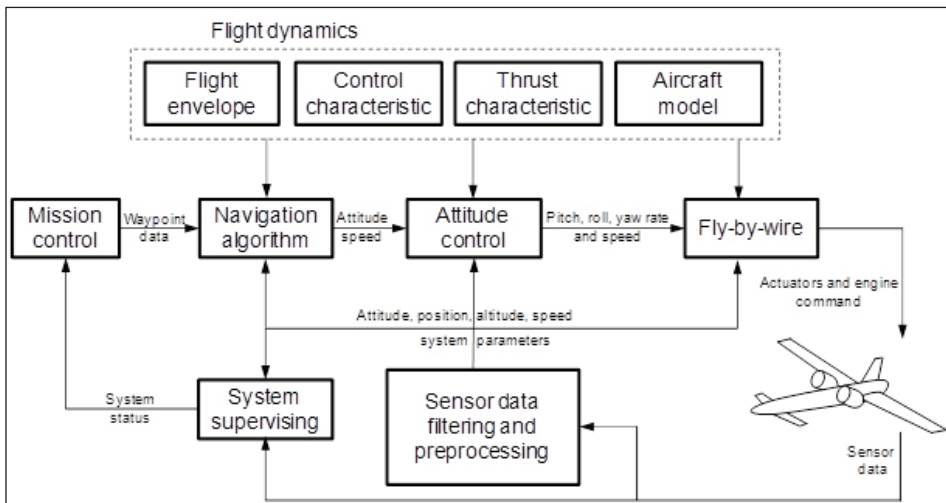 Flight dynamics
Flight
envelope
Control
characteristic
Thrust
characteristic
Aircraft
model
Mission
control
Waypoint
data
Navigation
algorithm
Attitude
speed
Attitude
control
Pitch, roll, yaw rate
and speed
Fly-by-wire
Actuators and engine
command
Attitude, position, altitude, speed
system parameters
System
status
System
supervising
Sensor data
filtering and
preprocessing
Sensor
data